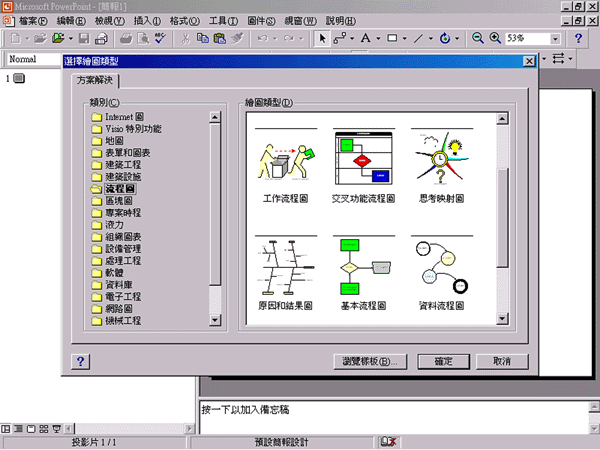 Microsoft PowerPoint - [簡報1]
檔案(F) 編輯(E) 檢視(V) 插入(I) 格式(O) 工具(T) 圖件(S) 視窗(W) 說明(H)
53%
Normal
選擇繪圖類型
方案解決
1
類別(C)
Internet 圖
Visio 特別功能
地圖
表單和圖表
建築工程
建築設施
流程圖
區塊圖
專案時程
液力
組織圖表
設備管理
處理工程
軟體
資料庫
電子工程
網路圖
機械工程
繪圖類型(D)
工作流程圖 交叉功能流程圖 思考映射圖
原因和結果圖 基本流程圖 資料流程圖
瀏覽樣板(B)... 確定 取消
按一下以加入備忘稿
投影片 1 / 1 預設簡報設計